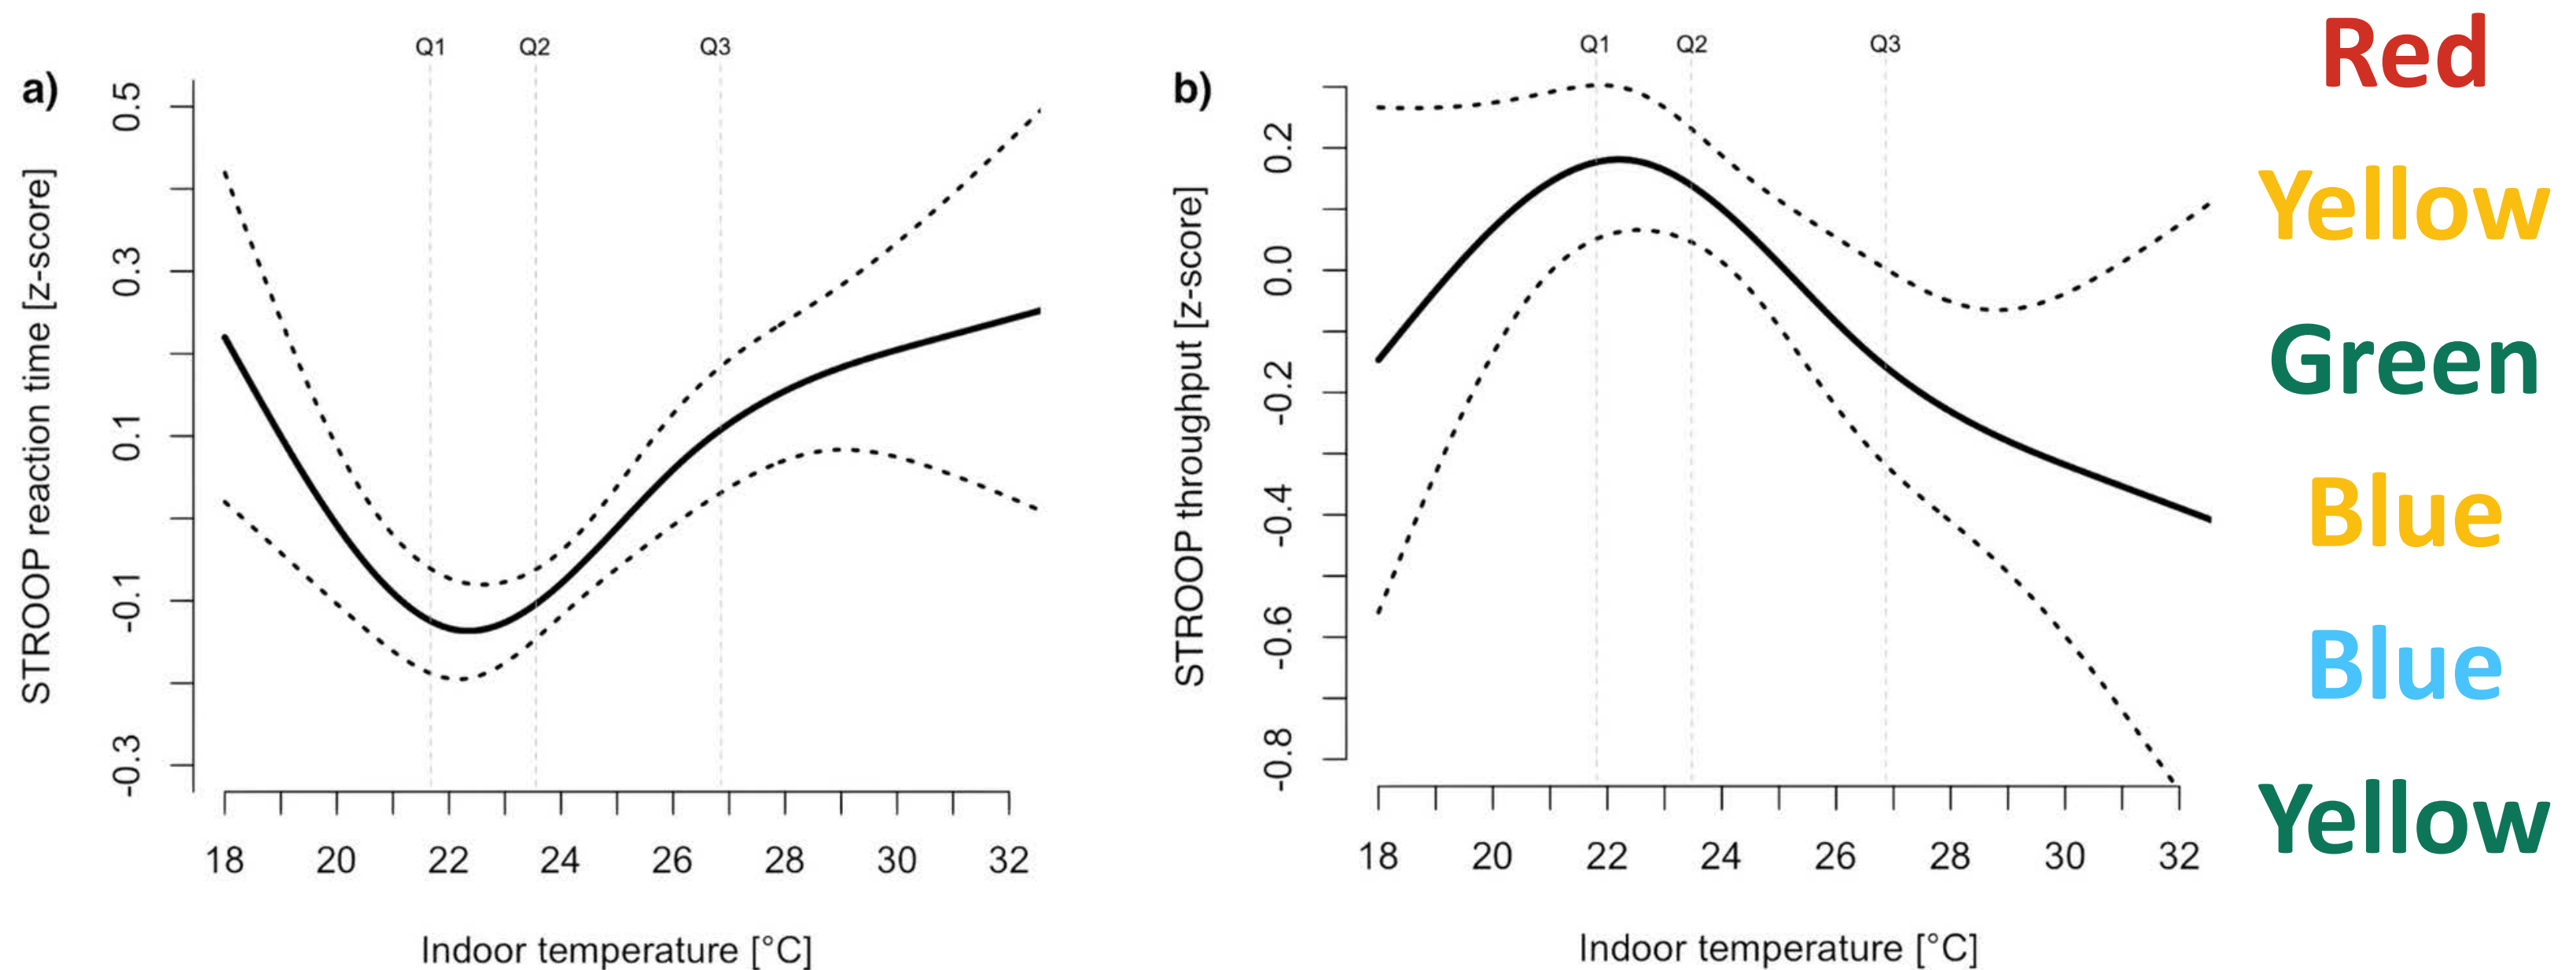 a)
Q1 Q2 Q3
STROOP reaction time [z-score]
0.5
0.3
0.1
-0.1
-0.3
18 20 22 24 26 28 30 32
Indoor temperature [°C]
b)
Q1 Q2 Q3
STROOP throughput [z-score]
0.2
0.0
-0.2
-0.4
-0.6
-0.8
18 20 22 24 26 28 30 32
Indoor temperature [°C]
Red
Yellow
Green
Blue
Blue
Yellow